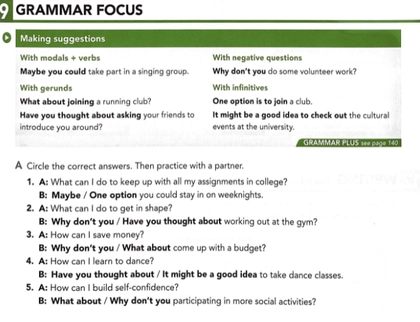 9 GRAMMAR FOCUS
Making suggestions
With modals + verbs
Maybe you could take part in a singing group.
With gerunds
What about joining a running club?
Have you thought about asking your friends to
introduce you around?
With negative questions
Why don't you do some volunteer work?
With infinitives
One option is to join a club.
It might be a good idea to check out the cultural
events at the university.
GRAMMAR PLUS see page 140
A Circle the correct answers. Then practice with a partner.
1. A: What can I do to keep up with all my assignments in college?
B: Maybe / One option you could stay in on weeknights.
2. A: What can I do to get in shape?
B: Why don't you / Have you thought about working out at the gym?
3. A: How can I save money?
B: Why don't you / What about come up with a budget?
4. A: How can I learn to dance?
B: Have you thought about / It might be a good idea to take dance classes.
5. A: How can I build self-confidence?
B: What about / Why don't you participating in more social activities?